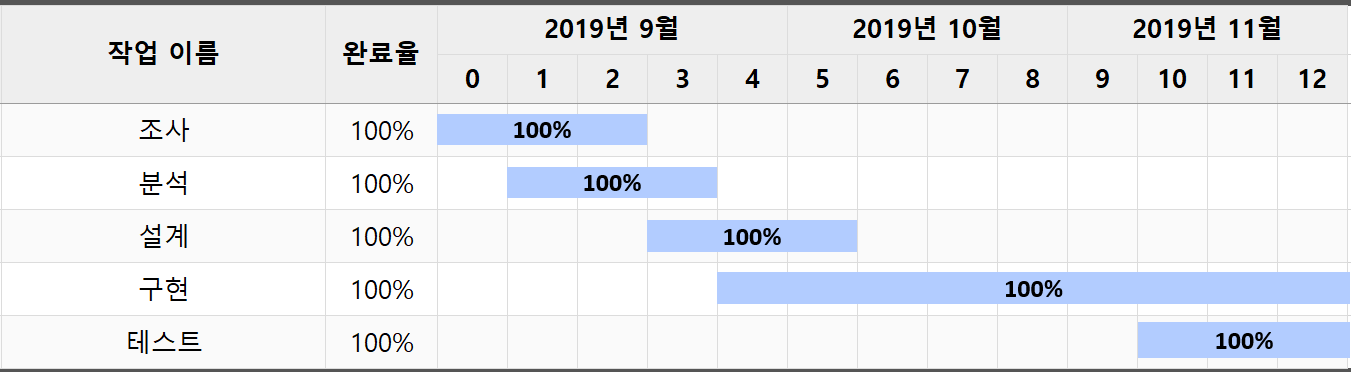 작업 이름 완료율 2019년 9월 2019년 10월 2019년 11월
0 1 2 3 4 5 6 7 8 9 10 11 12
조사 100% 100%
분석 100% 100%
설계 100% 100%
구현 100% 100%
테스트 100% 100%